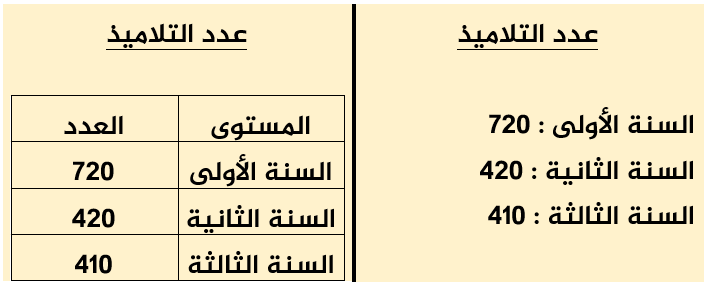 عدد التلاميذ
السنة الأولى : 720
السنة الثانية : 420
السنة الثالثة : 410
عدد التلاميذ
المستوى العدد
السنة الأولى 720
السنة الثانية 420
السنة الثالثة 410